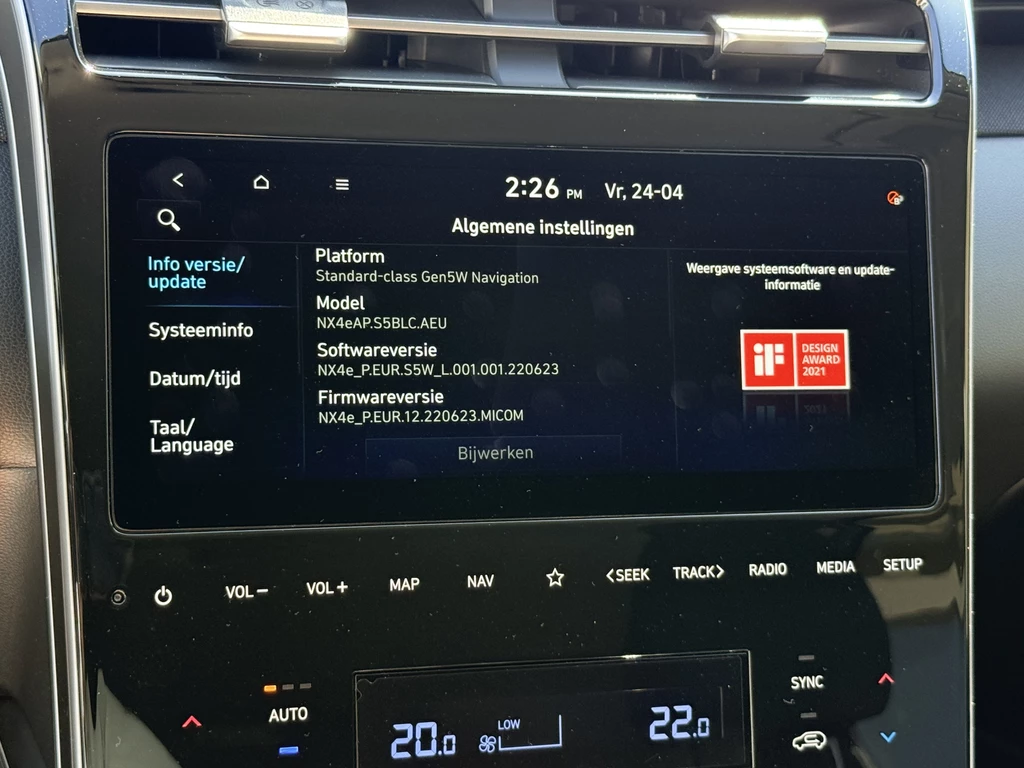 2:26 PM Vr, 24-04
Algemene instellingen
Info versie/
update
Systeeminfo
Datum/tijd
Taal/
Language
Platform
Standard-class Gen5W Navigation
Model
NX4eAP.S5BLC.AEU
Softwareversie
NX4e_P.EUR.S5W_L.001.001.220623
Firmwareversie
NX4e_P.EUR.12.220623.MICOM
Bijwerken
Weergave systeemsoftware en update-
informatie
iF
DESIGN
AWARD
2021
VOL− VOL+ MAP NAV <SEEK TRACK> RADIO MEDIA SETUP
AUTO
SYNC
20.0
LOW
22.0